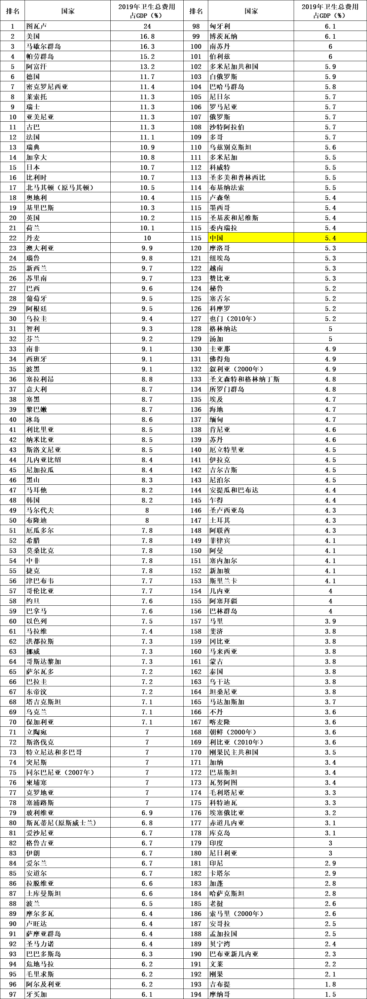 排名 国家 2019年卫生总费用占GDP（%） 排名 国家 2019年卫生总费用占GDP（%）
1 图瓦卢 24 98 匈牙利 6.1
2 美国 16.8 99 博茨瓦纳 6.1
3 马歇尔群岛 16.3 100 南苏丹 6
4 帕劳群岛 15.2 101 伯利兹 6
5 阿富汗 13.2 102 多米尼加共和国 5.9
6 德国 11.7 103 白俄罗斯 5.9
7 密克罗尼西亚 11.4 104 巴哈马群岛 5.8
8 莱索托 11.3 105 尼日尔 5.7
9 瑞士 11.3 106 罗马尼亚 5.7
10 亚美尼亚 11.3 107 俄罗斯 5.7
11 古巴 11.3 108 沙特阿拉伯 5.7
12 法国 11.1 109 多哥 5.7
13 瑞典 10.9 110 乌兹别克斯坦 5.6
14 加拿大 10.8 111 多米尼加 5.5
15 日本 10.7 112 科威特 5.5
16 比利时 10.7 113 圣多美和普林西比 5.5
17 北马其顿（原马其顿） 10.5 114 布基纳法索 5.5
18 奥地利 10.4 115 卢森堡 5.4
19 基里巴斯 10.3 115 墨西哥 5.4
20 英国 10.2 115 圣基茨和尼维斯 5.4
21 荷兰 10.1 115 委内瑞拉 5.4
22 丹麦 10 115 中国 5.4
23 澳大利亚 9.9 120 摩洛哥 5.3
24 瑙鲁 9.8 121 纽埃岛 5.3
25 新西兰 9.7 122 越南 5.3
26 苏里南 9.7 123 赞比亚 5.3
27 巴西 9.6 124 秘鲁 5.2
28 葡萄牙 9.5 125 塞舌尔 5.2
29 阿根廷 9.5 126 科摩罗 5.2
30 乌拉圭 9.4 127 也门（2010年） 5.2
31 智利 9.3 128 格林纳达 5
32 芬兰 9.2 129 汤加 5
33 南非 9.1 130 圭亚那 4.9
34 西班牙 9.1 131 佛得角 4.9
35 波黑 9.1 132 叙利亚（2000年） 4.9
36 塞拉利昂 8.8 133 圣文森特和格林纳丁斯 4.8
37 意大利 8.7 134 所罗门群岛 4.8
38 塞黑 8.7 135 埃及 4.7
39 黎巴嫩 8.7 136 海地 4.7
40 冰岛 8.6 137 缅甸 4.7
41 利比里亚 8.5 138 肯尼亚 4.6
42 纳米比亚 8.5 139 苏丹 4.6
43 斯洛文尼亚 8.5 140 厄立特里亚 4.5
44 几内亚比绍 8.4 141 伊拉克 4.5
45 尼加拉瓜 8.4 142 吉尔吉斯 4.5
46 黑山 8.3 143 尼泊尔 4.5
47 马耳他 8.2 144 安提瓜和巴布达 4.4
48 韩国 8.2 145 乍得 4.4
49 马尔代夫 8 146 圣卢西亚岛 4.3
50 布隆迪 8 147 土耳其 4.3
51 厄瓜多尔 7.8 148 阿联酋 4.3
52 希腊 7.8 149 菲律宾 4.1
53 莫桑比克 7.8 150 阿曼 4.1
54 中非 7.8 151 塞内加尔 4.1
55 捷克 7.8 152 新加坡 4.1
56 津巴布韦 7.7 153 斯里兰卡 4.1
57 哥伦比亚 7.7 154 几内亚 4
58 约旦 7.6 155 阿塞拜疆 4
59 巴拿马 7.6 156 巴林群岛 4
60 以色列 7.5 157 马里 3.9
61 马拉维 7.4 158 斐济 3.8
62 洪都拉斯 7.3 159 冈比亚 3.8
63 挪威 7.3 160 马来西亚 3.8
64 哥斯达黎加 7.3 161 蒙古 3.8
65 萨尔瓦多 7.2 162 泰国 3.8
66 巴拉圭 7.2 163 乌干达 3.8
67 东帝汶 7.2 164 坦桑尼亚 3.8
68 塔吉克斯坦 7.1 165 马达加斯加 3.7
69 乌克兰 7.1 166 不丹 3.6
70 保加利亚 7.1 167 喀麦隆 3.6
71 立陶宛 7 168 朝鲜（2000年） 3.6
72 斯洛伐克 7 169 利比亚（2010年） 3.6
73 特立尼达和多巴哥 7 170 刚果民主共和国 3.5
74 突尼斯 7 171 加纳 3.4
75 阿尔巴尼亚（2007年） 7 172 巴基斯坦 3.4
76 柬埔寨 7 173 瓦努阿图 3.4
77 克罗地亚 7 174 毛利塔尼亚 3.3
78 塞浦路斯 7 175 科特迪瓦 3.3
79 玻利维亚 6.9 176 埃塞俄比亚 3.2
80 斯瓦蒂尼(原斯威士兰) 6.8 177 赤道几内亚 3.1
81 爱沙尼亚 6.7 178 库克岛 3.1
82 格鲁吉亚 6.7 179 印度 3
83 伊朗 6.7 180 尼日利亚 3
84 爱尔兰 6.7 181 印尼 2.9
85 安道尔 6.7 182 卡塔尔 2.9
86 拉脱维亚 6.6 183 加蓬 2.8
87 土库曼斯坦 6.6 184 哈萨克斯坦 2.8
88 波兰 6.5 185 老挝 2.6
89 摩尔多瓦 6.4 186 索马里（2000年） 2.6
90 卢旺达 6.4 187 安哥拉 2.5
91 萨摩亚群岛 6.4 188 孟加拉国 2.5
92 圣马力诺 6.4 189 贝宁湾 2.4
93 巴巴多斯岛 6.3 190 巴布亚新几内亚 2.3
94 危地马拉 6.2 191 文莱 2.2
95 毛里求斯 6.2 192 刚果 2.1
96 阿尔及利亚 6.2 193 吉布提 1.8
97 牙买加 6.1 194 摩纳哥 1.5